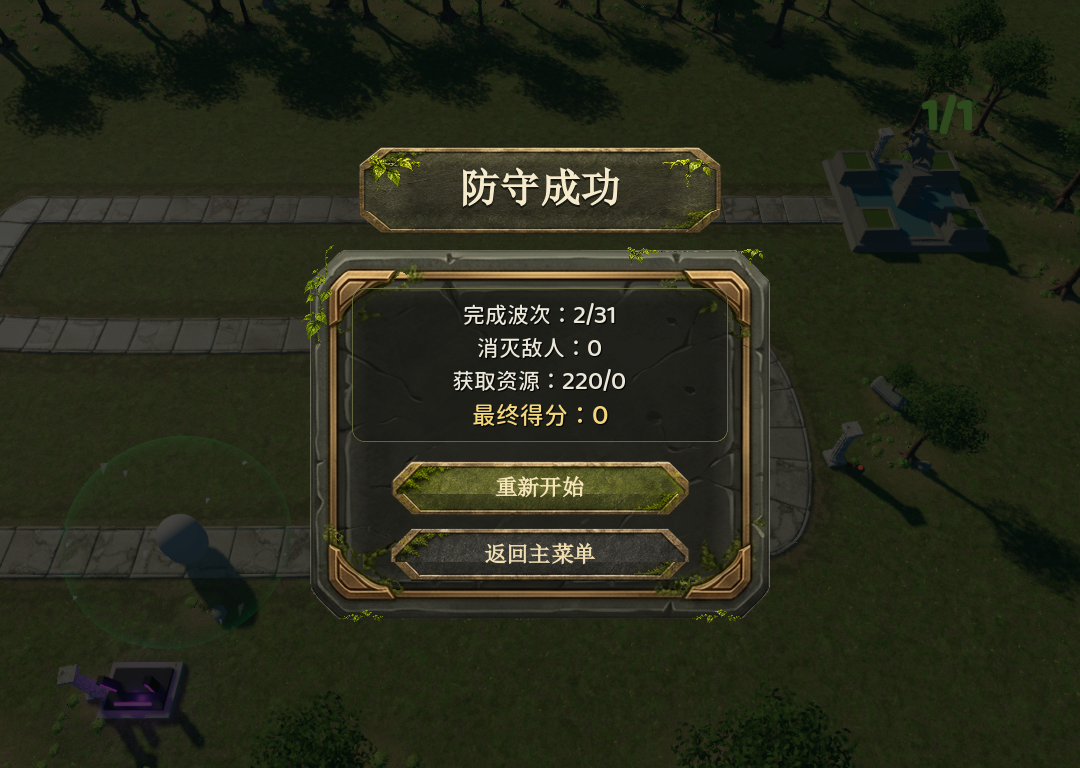 1/1
防守成功
完成波次：2/31
消灭敌人：0
获取资源：220/0
最终得分：0
重新开始
返回主菜单